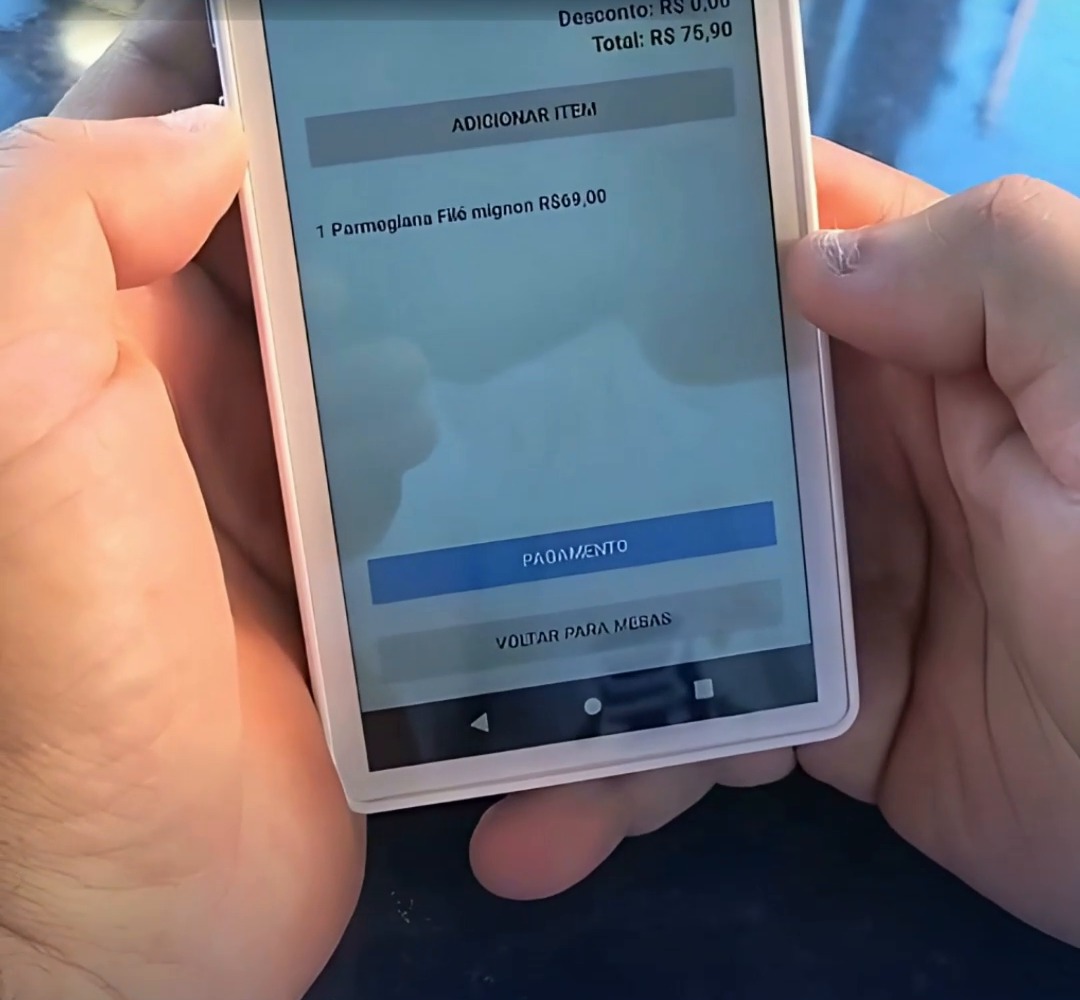 Desconto: R$ 0,00
Total: R$ 75,90
ADICIONAR ITEM
1 Parmegiana Filé mignon R$69,00
PAGAMENTO
VOLTAR PARA MESAS